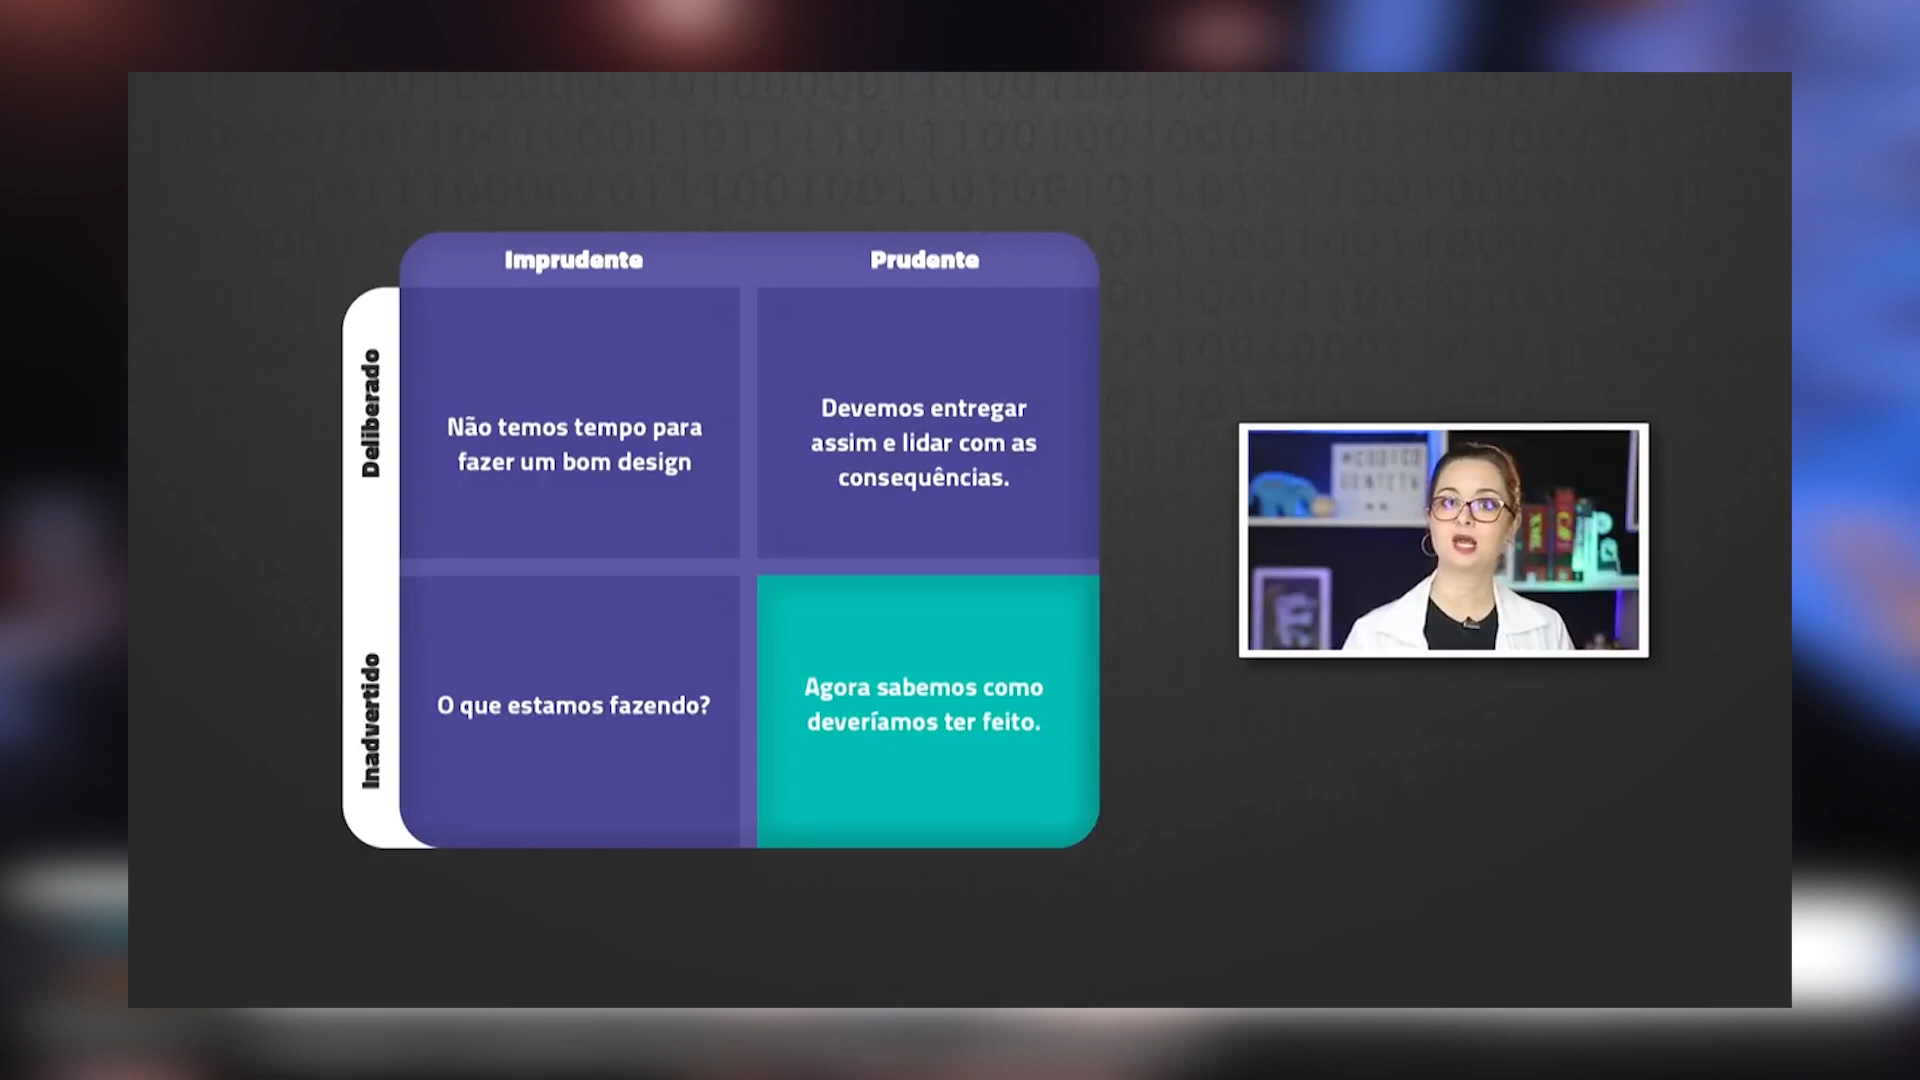 Imprudente
Prudente
Deliberado
Não temos tempo para
fazer um bom design
Devemos entregar
assim e lidar com as
consequências.
Inadvertido
O que estamos fazendo?
Agora sabemos como
deveríamos ter feito.